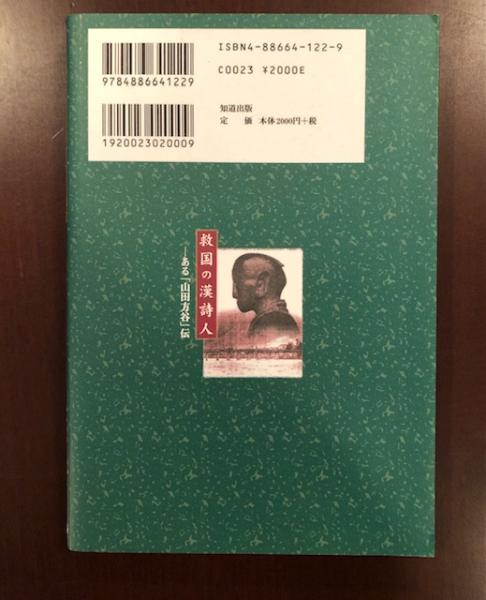 ISBN4-88664-122-9
C0023 ¥2000E
9784886641229
1920023020009
知道出版
定 価 本体2000円+税
救国の漢詩人
―ある「山田方谷」伝